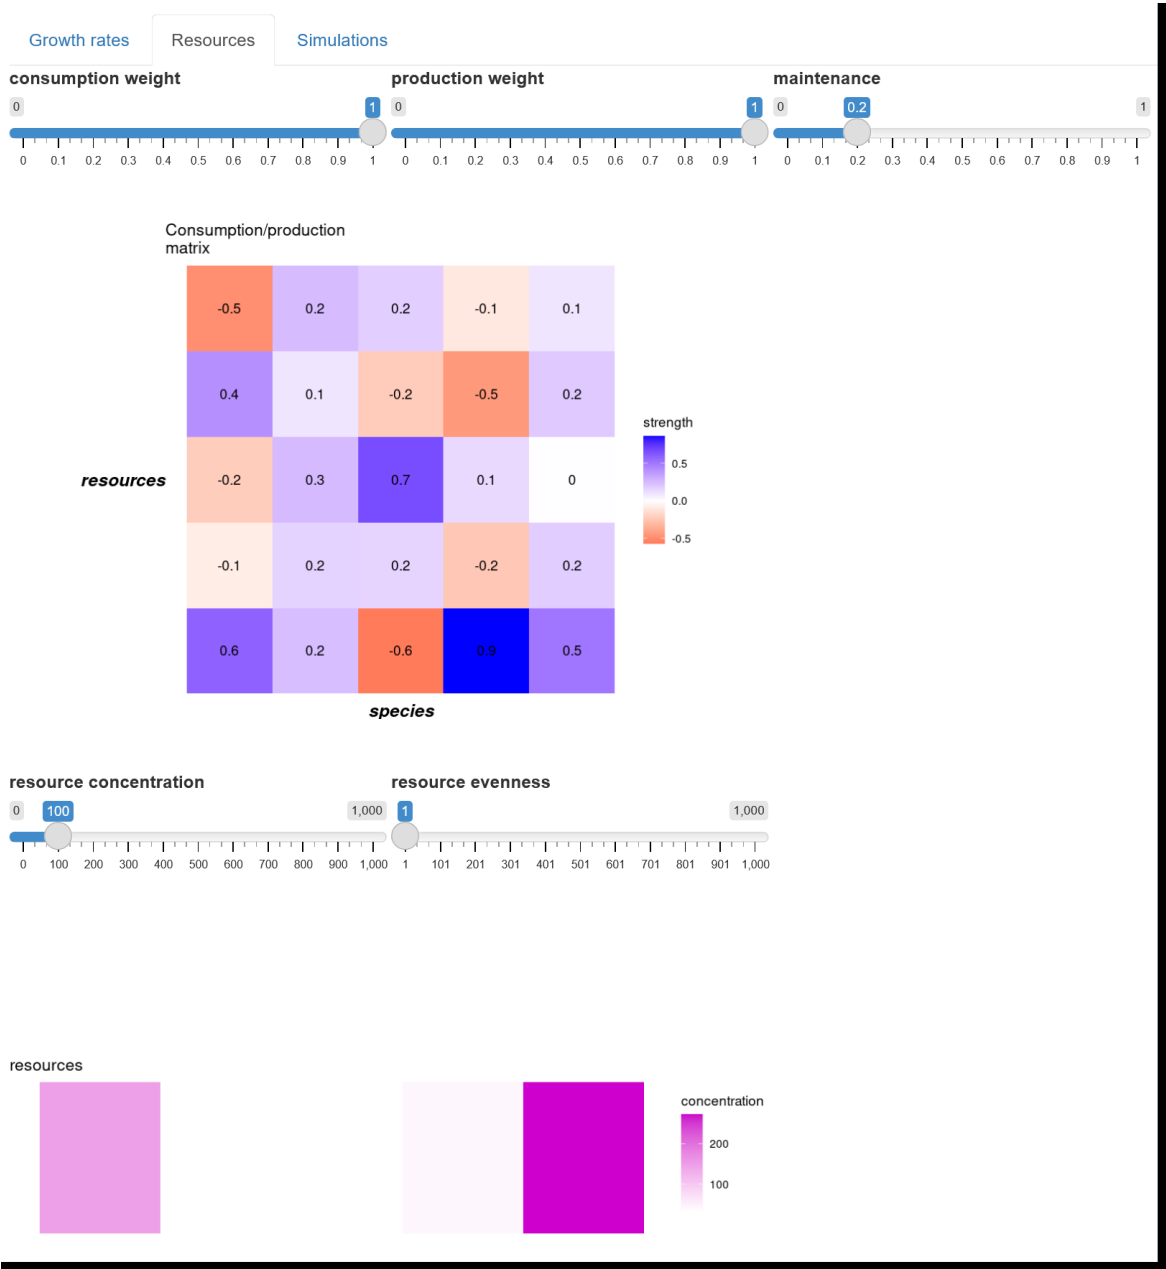 Growth rates Resources Simulations
consumption weight production weight maintenance
0 1 0 1 0 0.2 1
0 0.1 0.2 0.3 0.4 0.5 0.6 0.7 0.8 0.9 1 0 0.1 0.2 0.3 0.4 0.5 0.6 0.7 0.8 0.9 1 0 0.1 0.2 0.3 0.4 0.5 0.6 0.7 0.8 0.9 1
Consumption/production
matrix
-0.5 0.2 0.2 -0.1 0.1
0.4 0.1 -0.2 -0.5 0.2
strength
0.5
resources -0.2 0.3 0.7 0.1 0
0.0
-0.5
-0.1 0.2 0.2 -0.2 0.2
0.6 0.2 -0.6 0.9 0.5
species
resource concentration resource evenness
0 100 1,000 1 1,000
0 100 200 300 400 500 600 700 800 900 1,000 1 101 201 301 401 501 601 701 801 901 1,000
resources
concentration
200
100